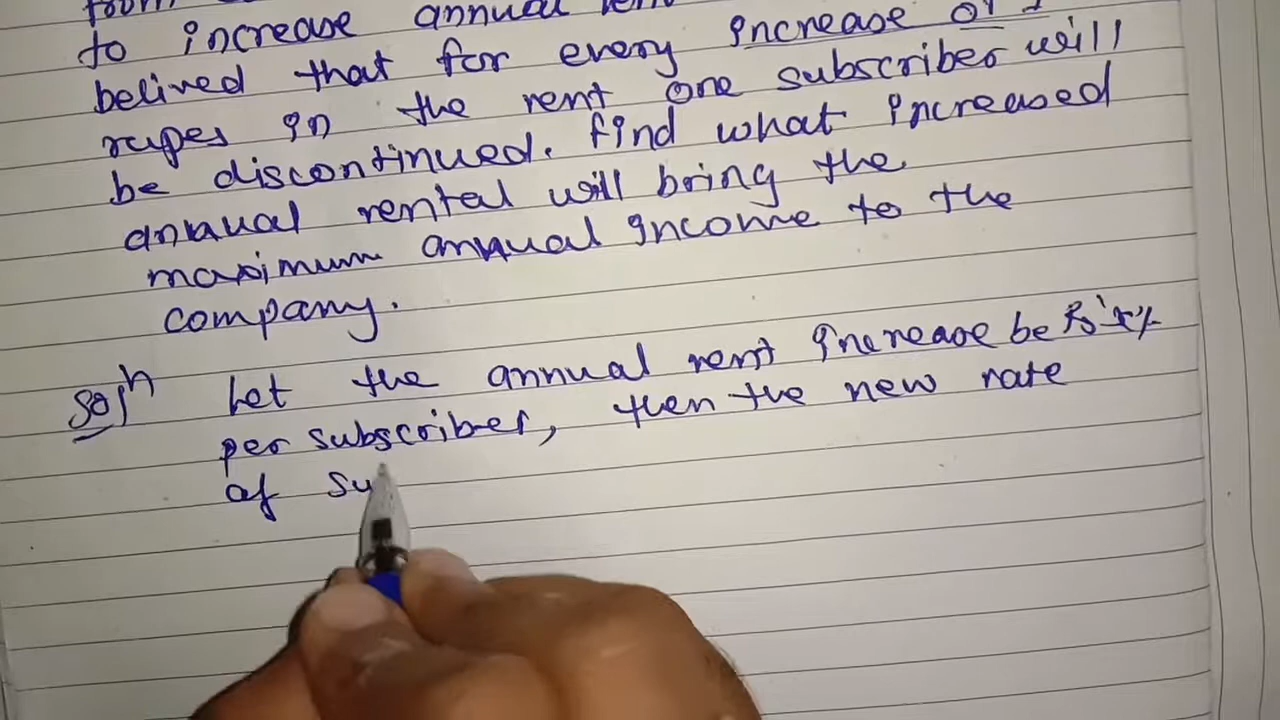 to increase annual
belived that for every increase of
rupes in the rent one subscriber will
be discontinued. find what increased
annual rental will bring the
maximum annual income to the
company.
Solⁿ Let the annual rent increase be Rs 'x'/-
per subscriber, then the new rate
of su